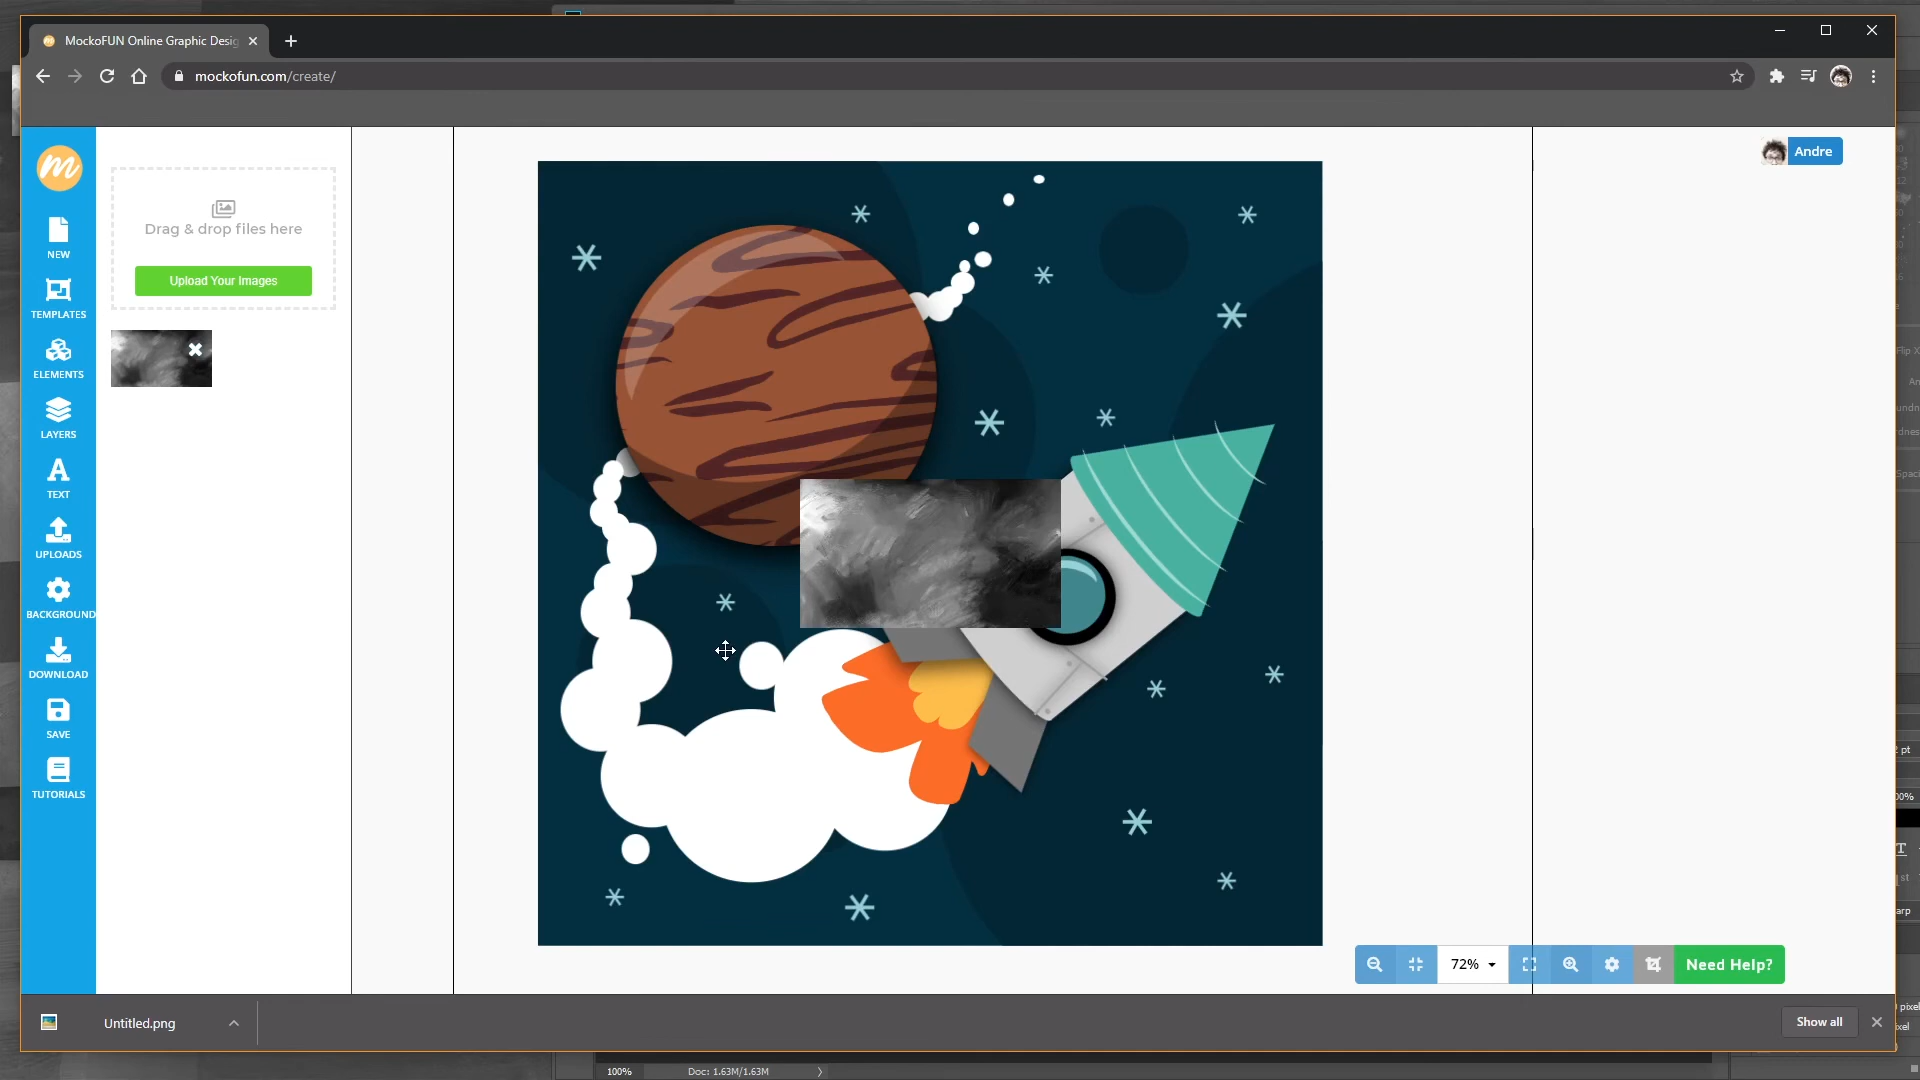 MockoFUN Online Graphic Desig
mockofun.com/create/
Andre
Drag & drop files here
Upload Your Images
NEW
TEMPLATES
ELEMENTS
LAYERS
TEXT
UPLOADS
BACKGROUND
DOWNLOAD
SAVE
TUTORIALS
72%
Need Help?
Untitled.png
Show all
100%
Doc: 1.63M/1.63M
Flip X